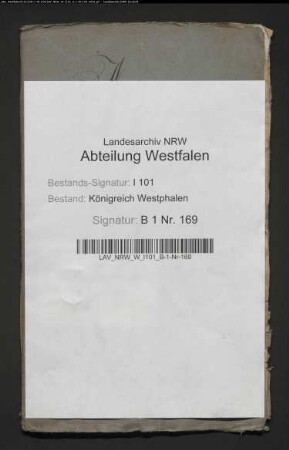 Landesarchiv NRW
Abteilung Westfalen
Bestands-Signatur: I 101
Bestand: Königreich Westphalen
Signatur: B 1 Nr. 169
LAV_NRW_W_I101_B-1-Nr-169